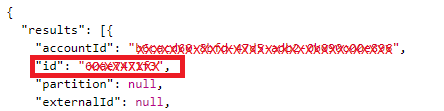 {
"results": [{
"accountId":
"id":
"partition": null,
"externalId": null,